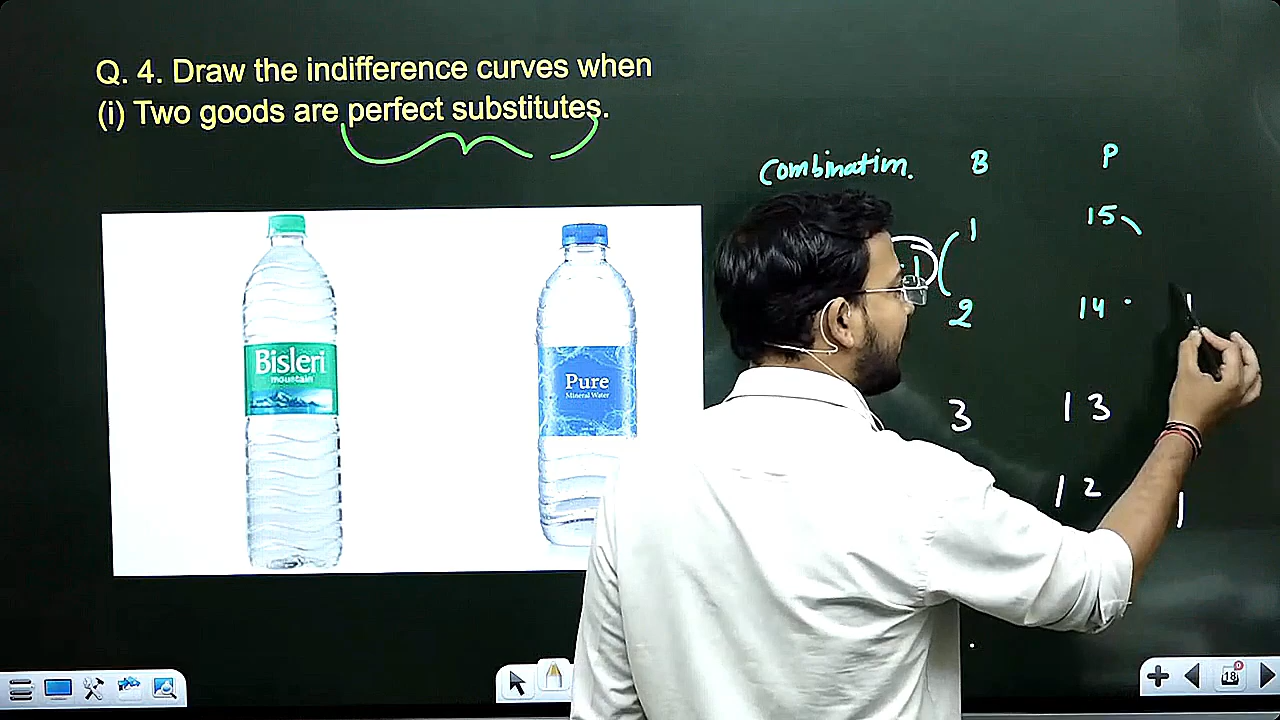 Q. 4. Draw the indifference curves when
(i) Two goods are perfect substitutes.
Combination. B P
1 15
2 14 1
3 13
12 1
Bisleri
mountain
Pure
Mineral Water
18